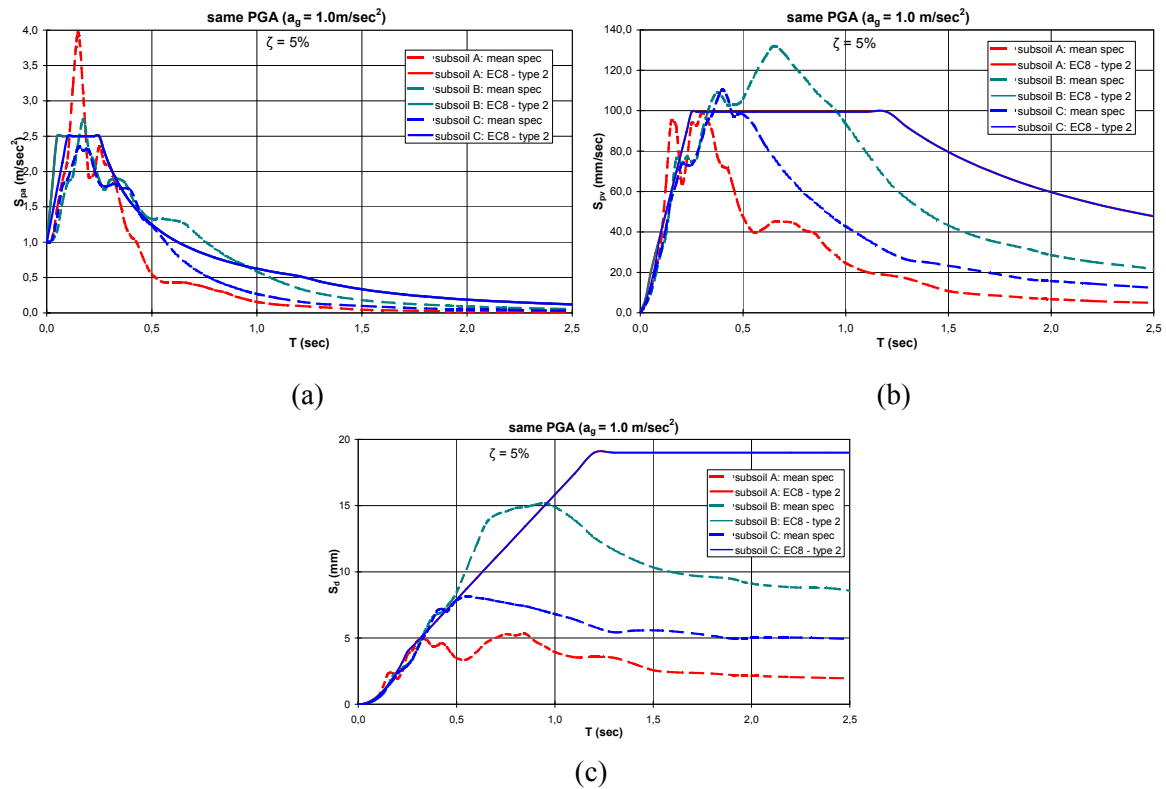 same PGA (ag = 1.0m/sec2)
ζ = 5%
4,0
3,5
3,0
2,5
2,0
1,5
1,0
0,5
0,0
Spa (m/sec2)
0,0 0,5 1,0 1,5 2,0 2,5
T (sec)
'subsoil A: mean spec
subsoil A: EC8 - type 2
'subsoil B: mean spec
subsoil B: EC8 - type 2
'subsoil C: mean spec
subsoil C: EC8 - type 2
(a)
same PGA (ag = 1.0 m/sec2)
ζ = 5%
140,0
120,0
100,0
80,0
60,0
40,0
20,0
0,0
Spv (mm/sec)
0,0 0,5 1,0 1,5 2,0 2,5
T (sec)
'subsoil A: mean spec
subsoil A: EC8 - type 2
'subsoil B: mean spec
subsoil B: EC8 - type 2
'subsoil C: mean spec
subsoil C: EC8 - type 2
(b)
same PGA (ag = 1.0 m/sec2)
ζ = 5%
20
15
10
5
0
Sd (mm)
0,0 0,5 1,0 1,5 2,0 2,5
T (sec)
'subsoil A: mean spec
subsoil A: EC8 - type 2
'subsoil B: mean spec
subsoil B: EC8 - type 2
'subsoil C: mean spec
subsoil C: EC8 - type 2
(c)